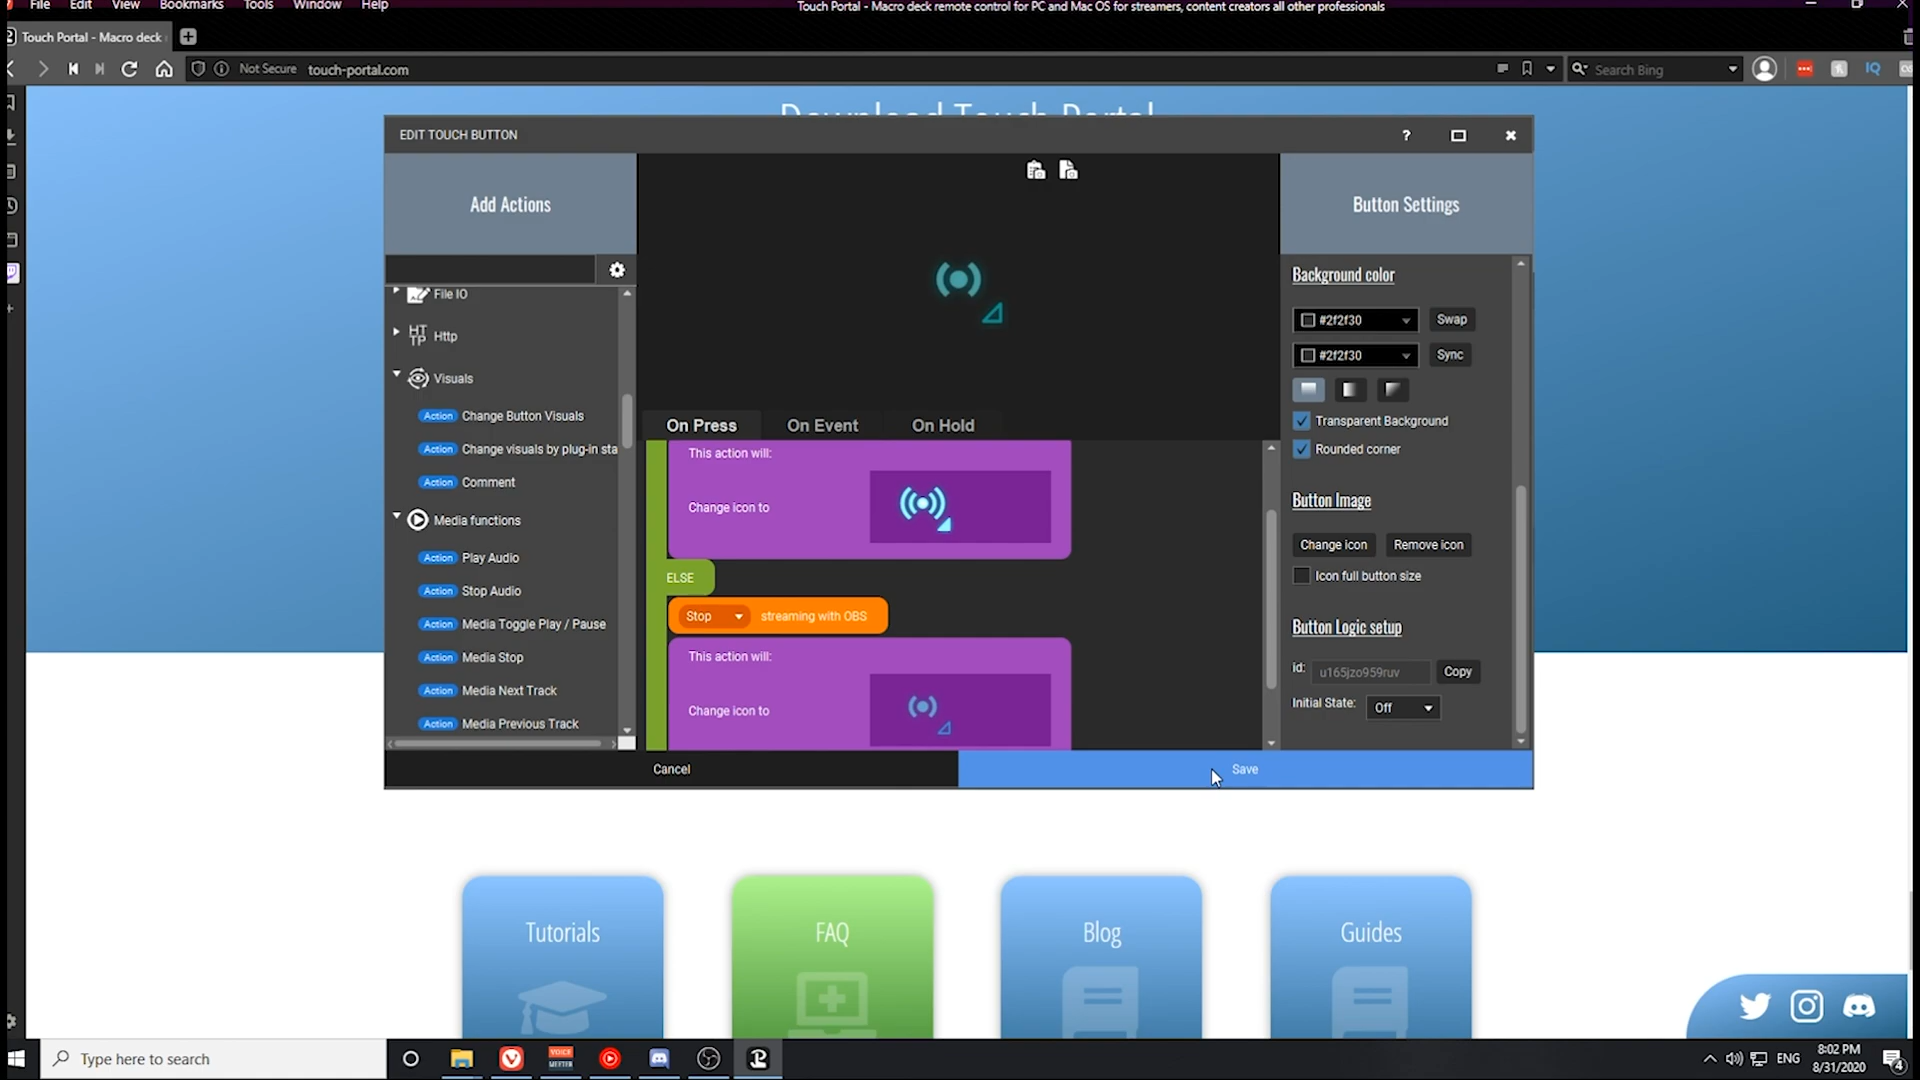 File Edit View Bookmarks Tools Window Help
Touch Portal - Macro deck remote control for PC and Mac OS for streamers, content creators all other professionals
Touch Portal - Macro deck
Not Secure touch-portal.com
Search Bing
IQ
Download Touch Portal
EDIT TOUCH BUTTON
?
Add Actions
File IO
HTTP
Http
Visuals
Action Change Button Visuals
Action Change visuals by plug-in sta
Action Comment
Media functions
Action Play Audio
Action Stop Audio
Action Media Toggle Play / Pause
Action Media Stop
Action Media Next Track
Action Media Previous Track
On Press On Event On Hold
This action will:
Change icon to
ELSE
Stop streaming with OBS
This action will:
Change icon to
Button Settings
Background color
#2f2f30 Swap
#2f2f30 Sync
Transparent Background
Rounded corner
Button Image
Change icon Remove icon
Icon full button size
Button Logic setup
id: u165jzo959ruv Copy
Initial State: Off
Cancel Save
Tutorials FAQ Blog Guides
Type here to search
VOICE
MEETER
ENG
8:02 PM
8/31/2020
4